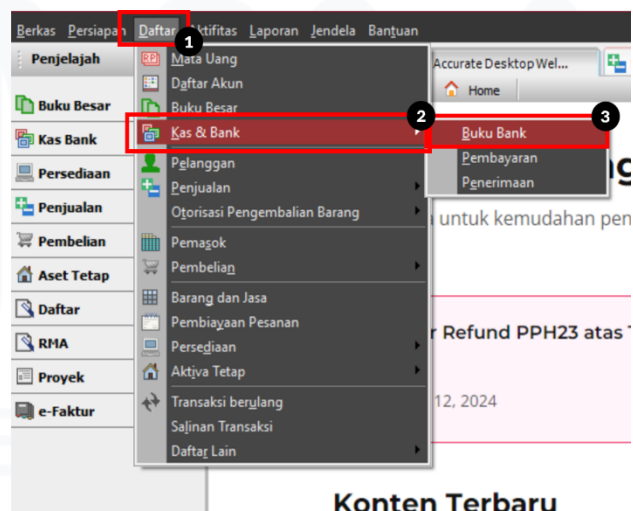 Berkas Persiapan Daftar Aktifitas Laporan Jendela Bantuan
1
Penjelajah
Buku Besar
Kas Bank
Persediaan
Penjualan
Pembelian
Aset Tetap
Daftar
RMA
Proyek
e-Faktur
Mata Uang
Daftar Akun
Buku Besar
2
Kas & Bank
Pelanggan
Penjualan
Otorisasi Pengembalian Barang
Pemasok
Pembelian
Barang dan Jasa
Pembiayaan Pesanan
Persediaan
Aktiva Tetap
Transaksi berulang
Salinan Transaksi
Daftar Lain
3
Buku Bank
Pembayaran
Penerimaan
Accurate Desktop Wel...
Home
untuk kemudahan pen
r Refund PPH23 atas
12, 2024
Konten Terbaru